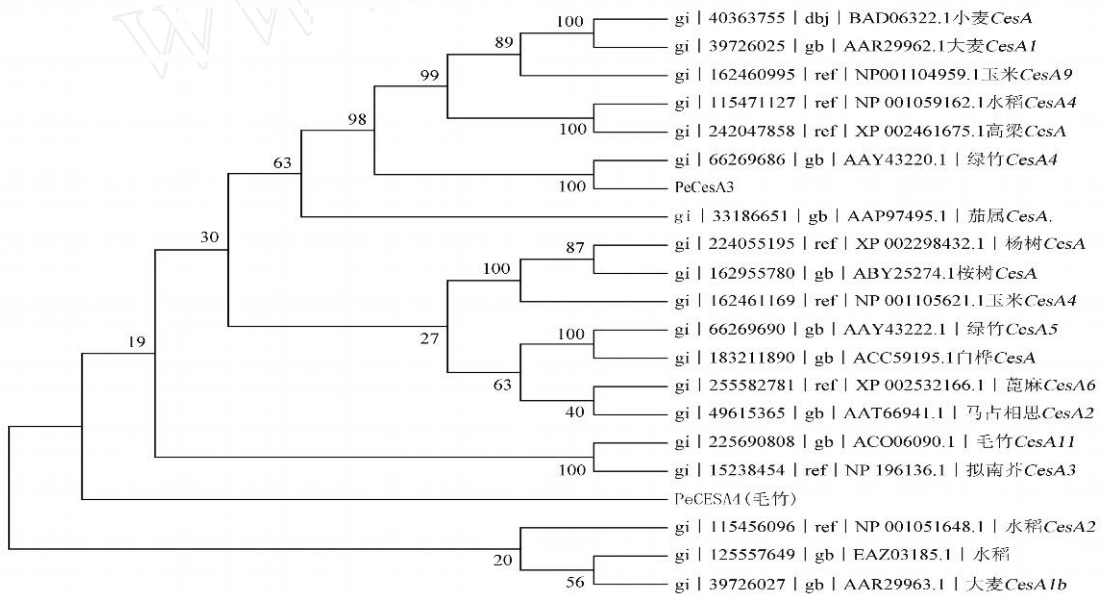 W W W
100
gi | 40363755 | dbj | BAD06322.1小麦CesA
89
gi | 39726025 | gb | AAR29962.1大麦CesA1
99
gi | 162460995 | ref | NP001104959.1玉米CesA9
98
gi | 115471127 | ref | NP 001059162.1水稻CesA4
100
gi | 242047858 | ref | XP 002461675.1高粱CesA
63
gi | 66269686 | gb | AAY43220.1 | 绿竹CesA4
100
PeCesA3
gi | 33186651 | gb | AAP97495.1 | 茄属CesA.
30
87
gi | 224055195 | ref | XP 002298432.1 | 杨树CesA
100
gi | 162955780 | gb | ABY25274.1桉树CesA
gi | 162461169 | ref | NP 001105621.1玉米CesA4
27
100
gi | 66269690 | gb | AAY43222.1 | 绿竹CesA5
19
gi | 183211890 | gb | ACC59195.1白桦CesA
63
gi | 255582781 | ref | XP 002532166.1 | 蓖麻CesA6
40
gi | 49615365 | gb | AAT66941.1 | 马占相思CesA2
gi | 225690808 | gb | ACO06090.1 | 毛竹CesA11
100
gi | 15238454 | ref | NP 196136.1 | 拟南芥CesA3
PeCESA4(毛竹)
gi | 115456096 | ref | NP 001051648.1 | 水稻CesA2
20
gi | 125557649 | gb | EAZ03185.1 | 水稻
56
gi | 39726027 | gb | AAR29963.1 | 大麦CesA1b